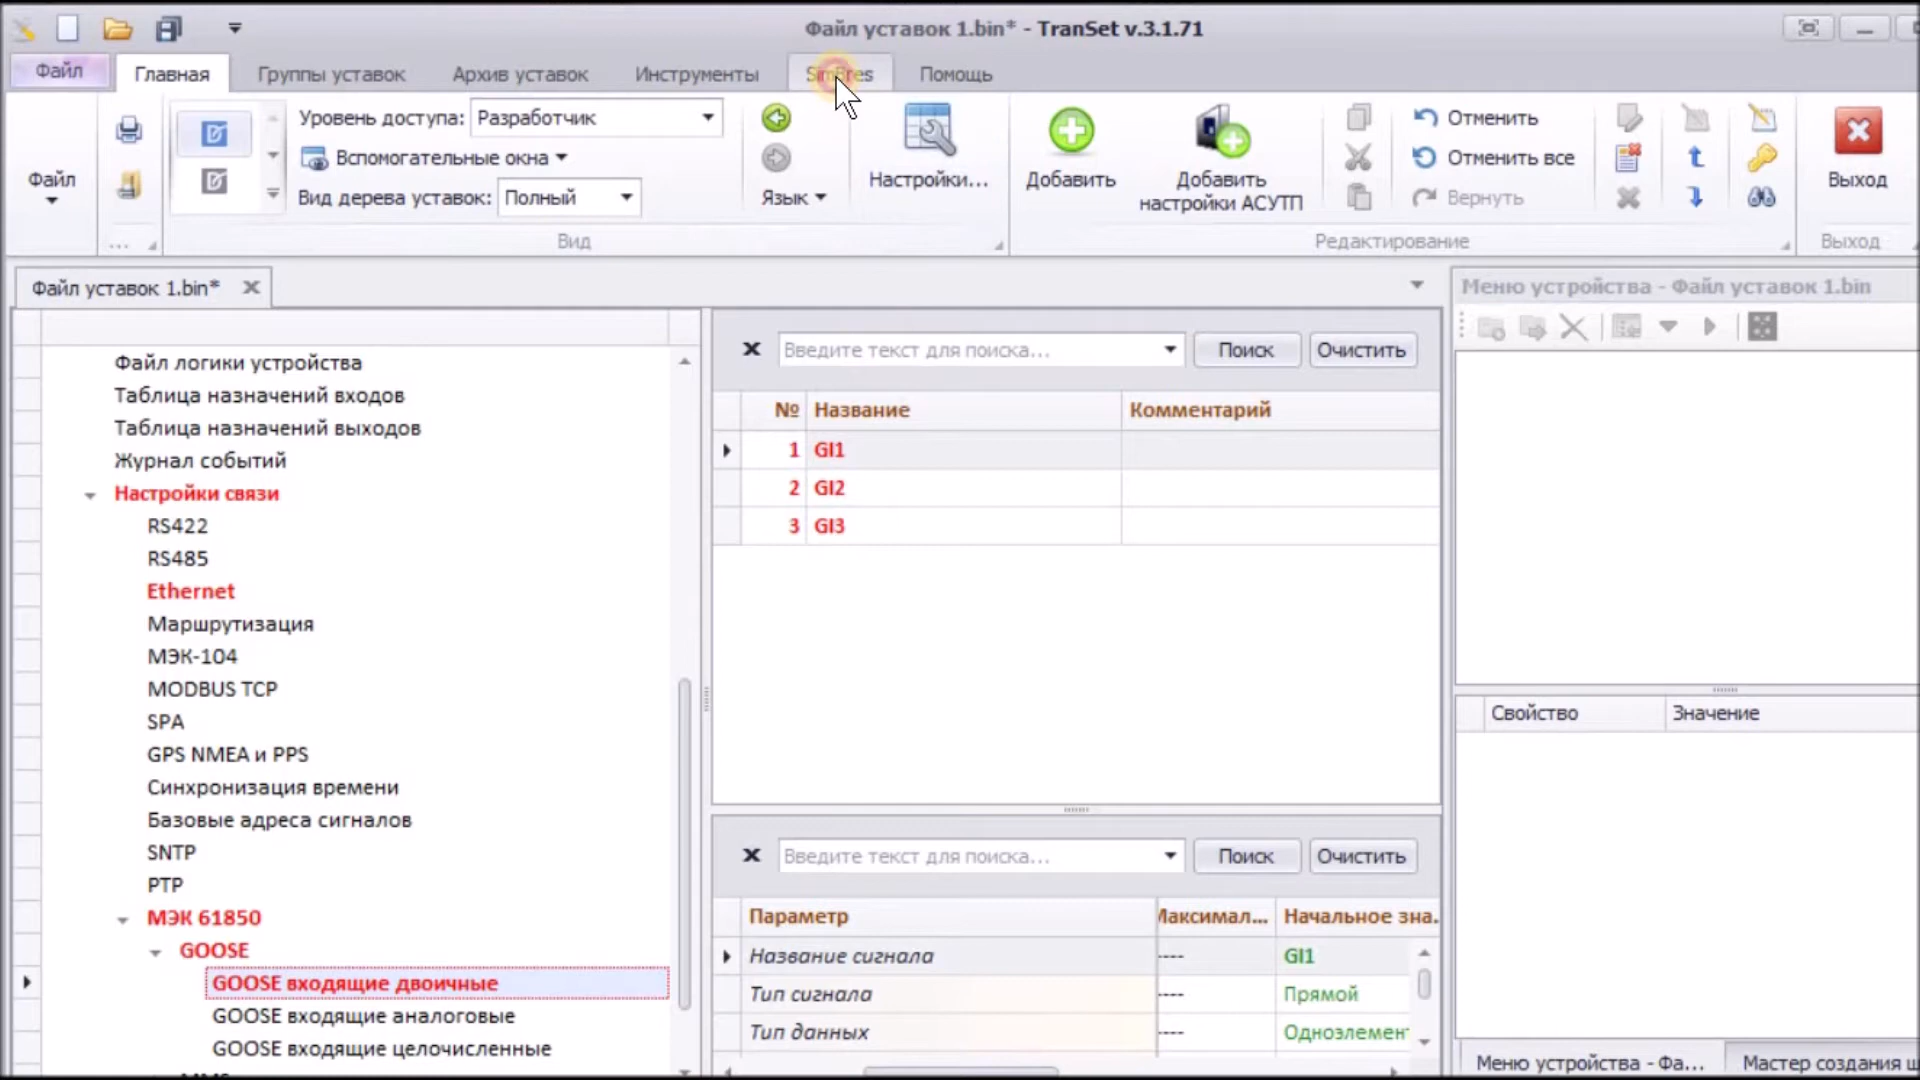 Файл уставок 1.bin* - TranSet v.3.1.71
Файл
Главная
Группы уставок
Архив уставок
Инструменты
SimBres
Помощь
Файл
...
Уровень доступа: Разработчик
Вспомогательные окна
Вид дерева уставок: Полный
Язык
Настройки...
Вид
Добавить
Добавить
настройки АСУТП
Отменить
Отменить все
Вернуть
Редактирование
Выход
Выход
Файл уставок 1.bin*
Файл логики устройства
Таблица назначений входов
Таблица назначений выходов
Журнал событий
Настройки связи
RS422
RS485
Ethernet
Маршрутизация
МЭК-104
MODBUS TCP
SPA
GPS NMEA и PPS
Синхронизация времени
Базовые адреса сигналов
SNTP
PTP
МЭК 61850
GOOSE
GOOSE входящие двоичные
GOOSE входящие аналоговые
GOOSE входящие целочисленные
Введите текст для поиска...
Поиск
Очистить
№ Название Комментарий
1 GI1
2 GI2
3 GI3
Введите текст для поиска...
Поиск
Очистить
Параметр Максимал... Начальное зна.
Название сигнала ---- GI1
Тип сигнала ---- Прямой
Тип данных ---- Одноэлемент
Меню устройства - Файл уставок 1.bin
Свойство Значение
Меню устройства - Фа...
Мастер создания ш